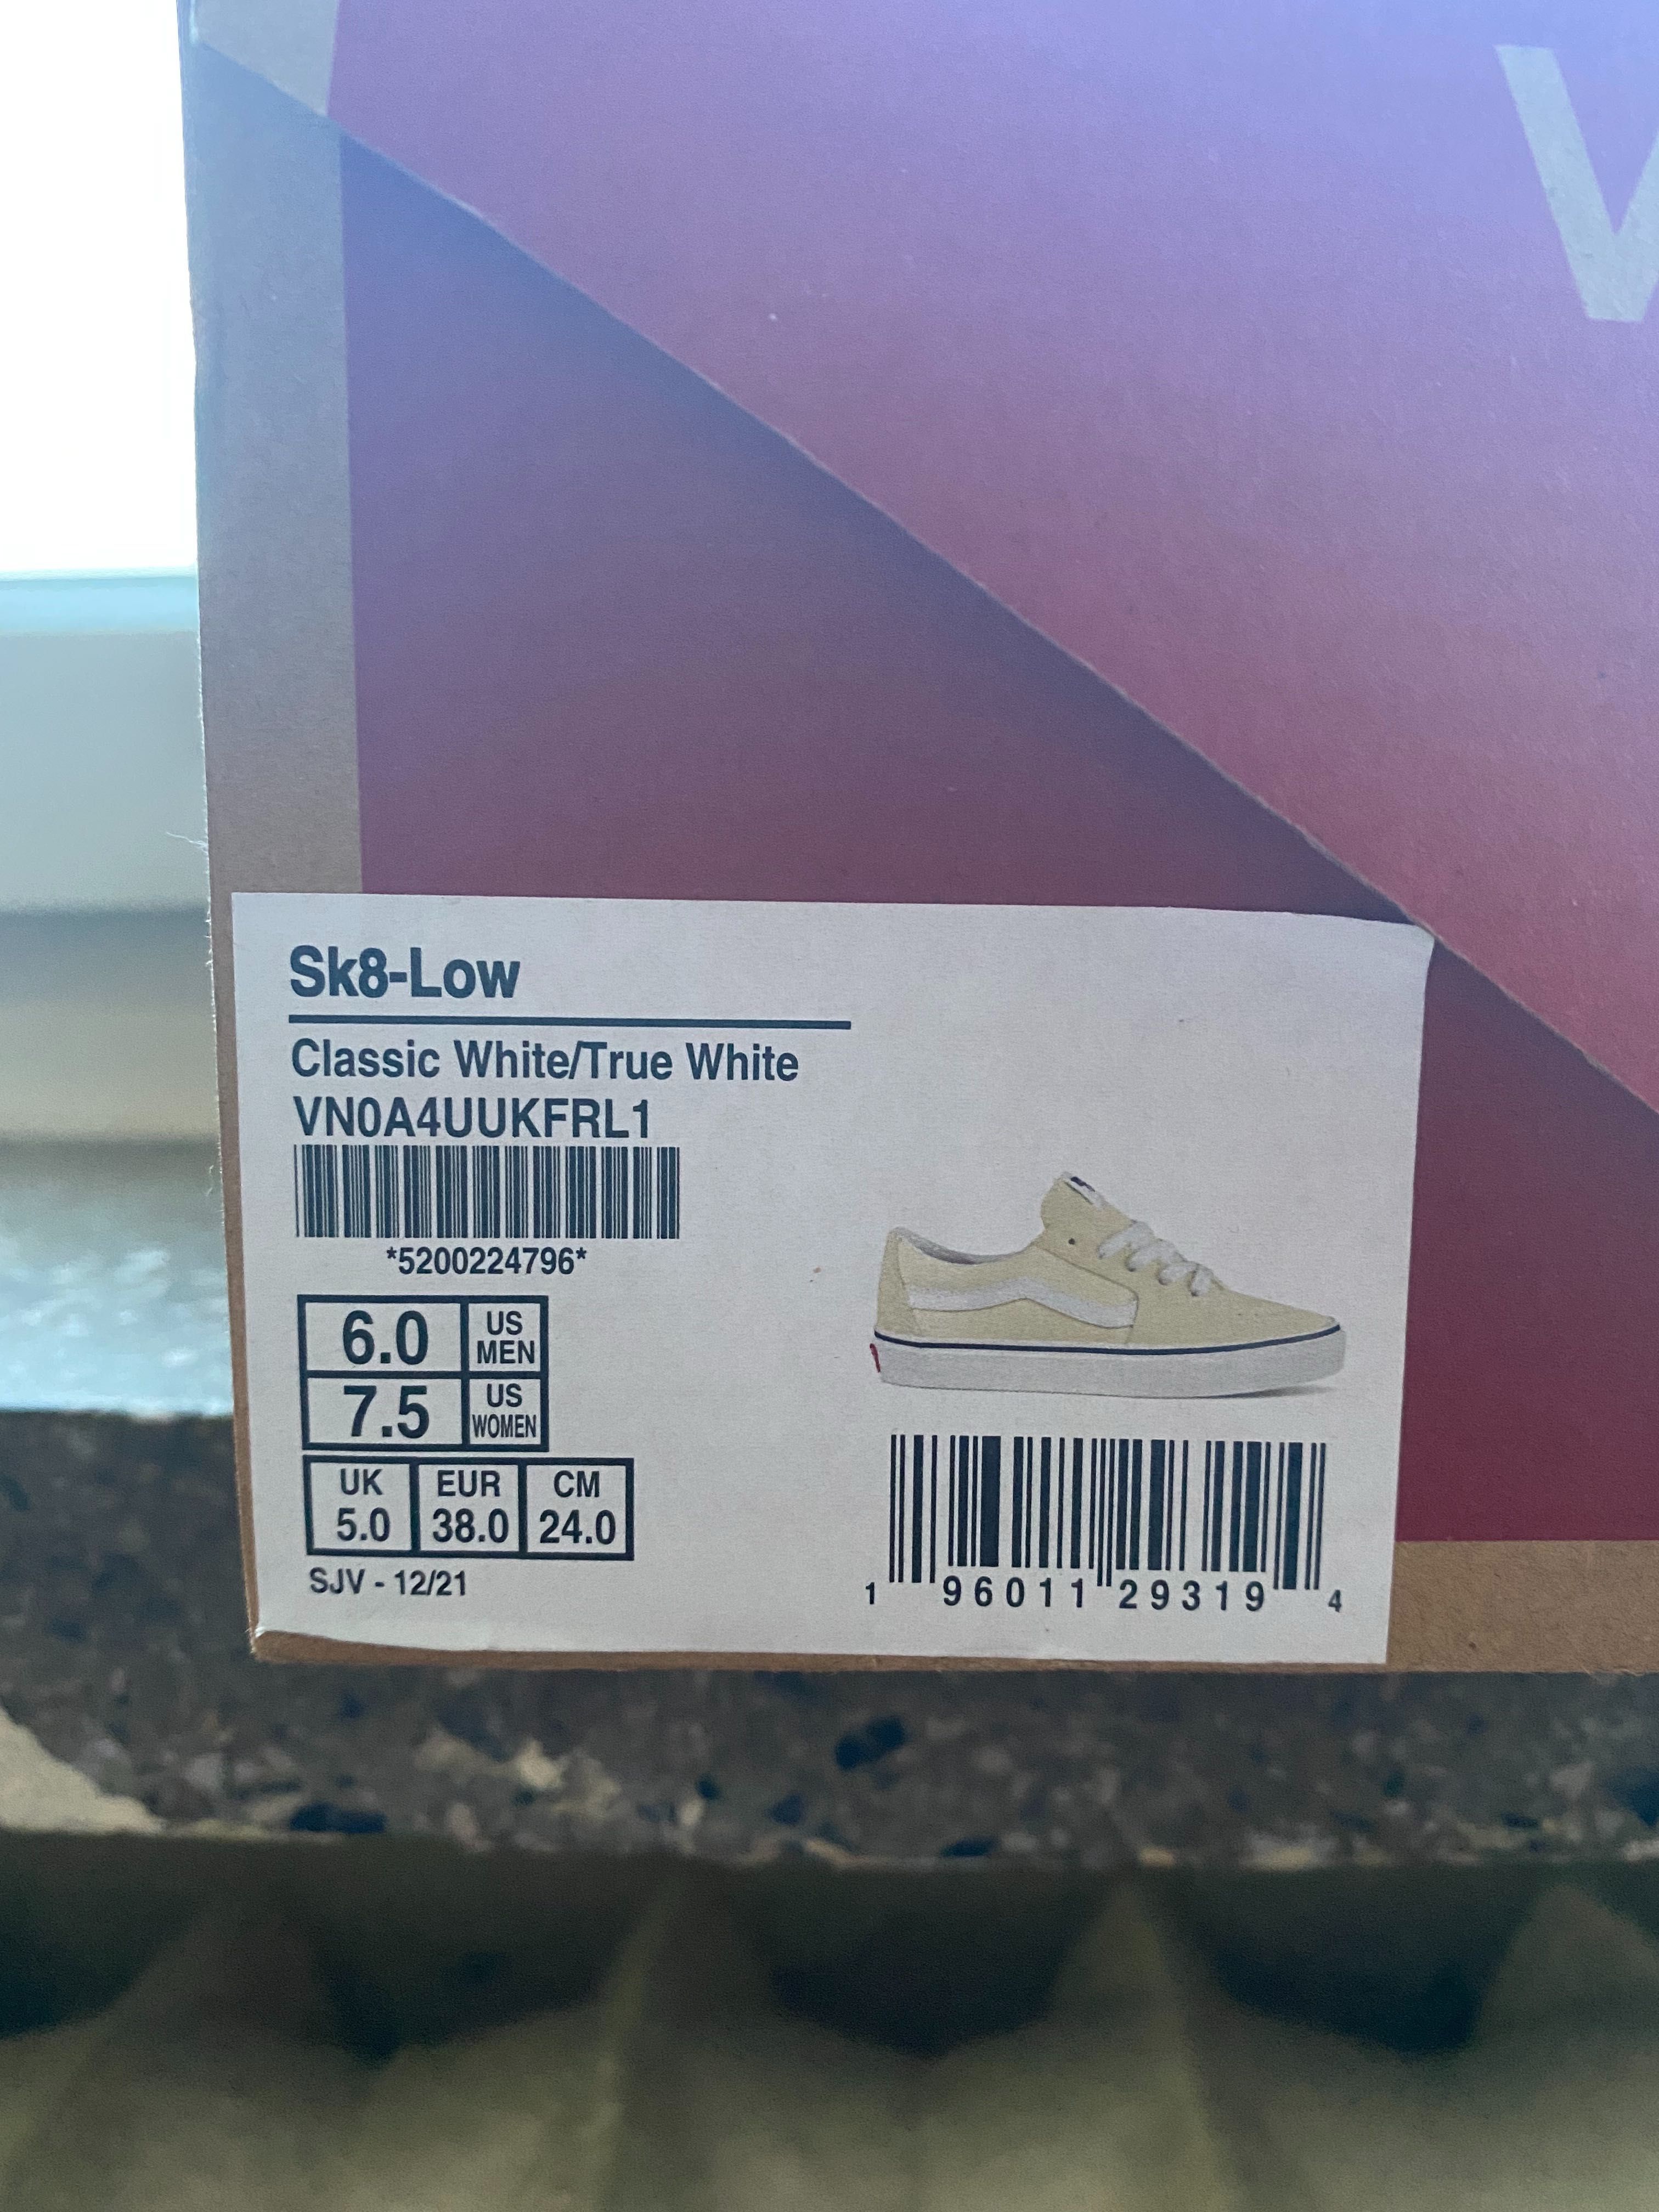 V
Sk8-Low
Classic White/True White
VN0A4UUKFRL1
*5200224796*
6.0 US MEN
7.5 US WOMEN
UK EUR CM
5.0 38.0 24.0
SJV - 12/21
1 96011 29319 4